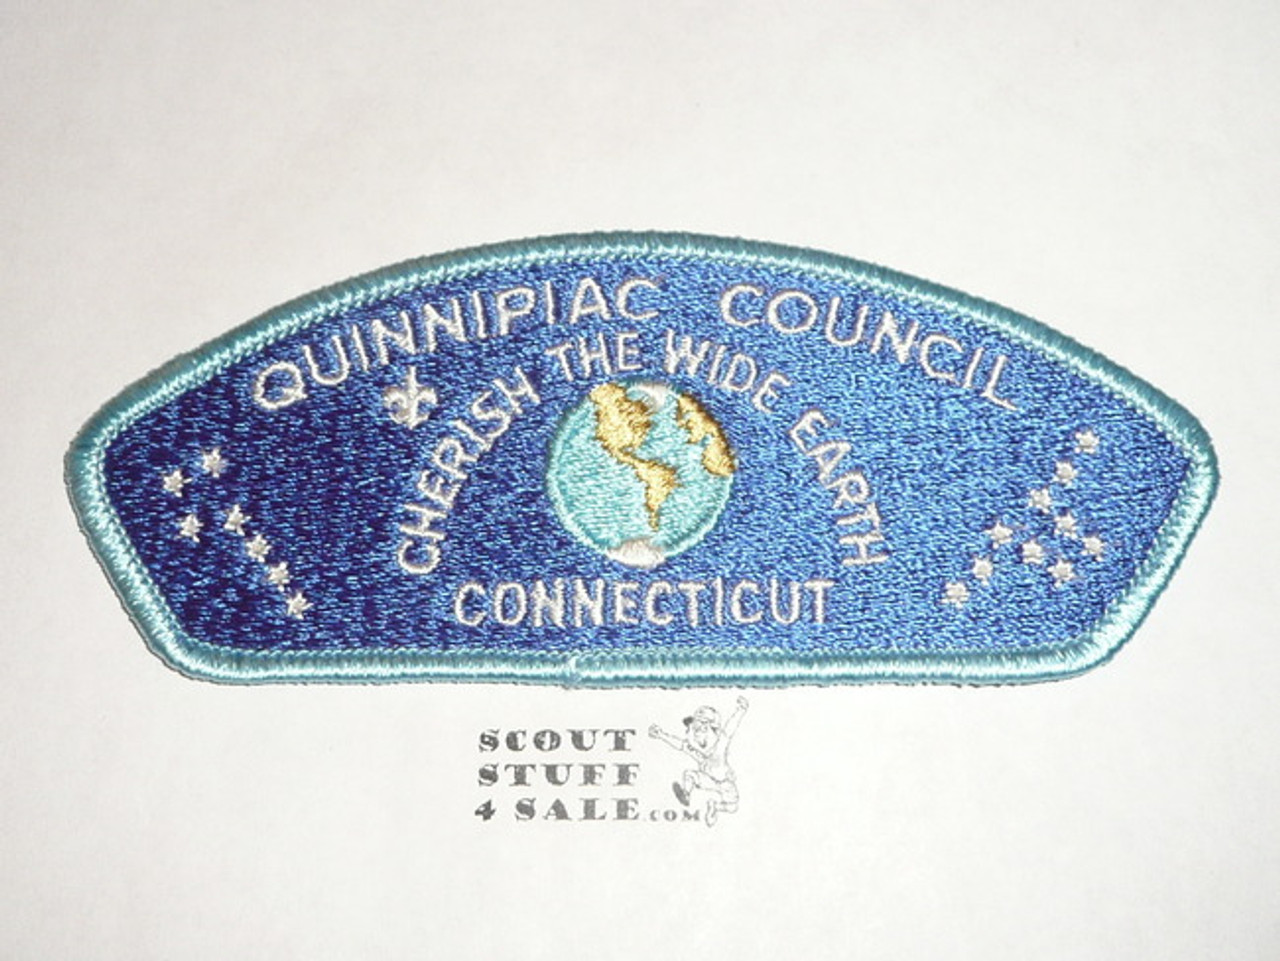 QUINNIPIAC COUNCIL
CHERISH THE WIDE EARTH
CONNECTICUT
SCOUT
STUFF
4 SALE.COM